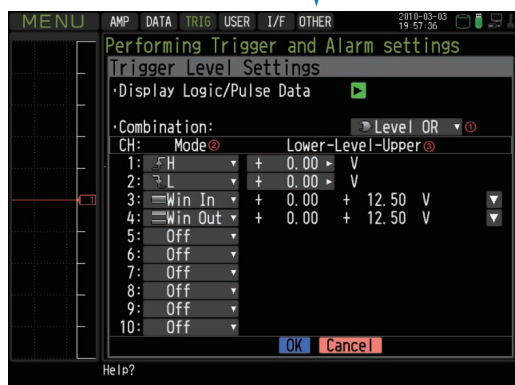 MENU AMP DATA TRIG USER I/F OTHER 2010-03-03 19:57:36
Performing Trigger and Alarm settings
Trigger Level Settings
·Display Logic/Pulse Data
·Combination: Level OR ①
CH: Mode② Lower-Level-Upper③
1: H + 0.00 V
2: L + 0.00 V
3: Win In + 0.00 + 12.50 V
4: Win Out + 0.00 + 12.50 V
5: Off
6: Off
7: Off
8: Off
9: Off
10: Off
OK Cancel
Help?
1